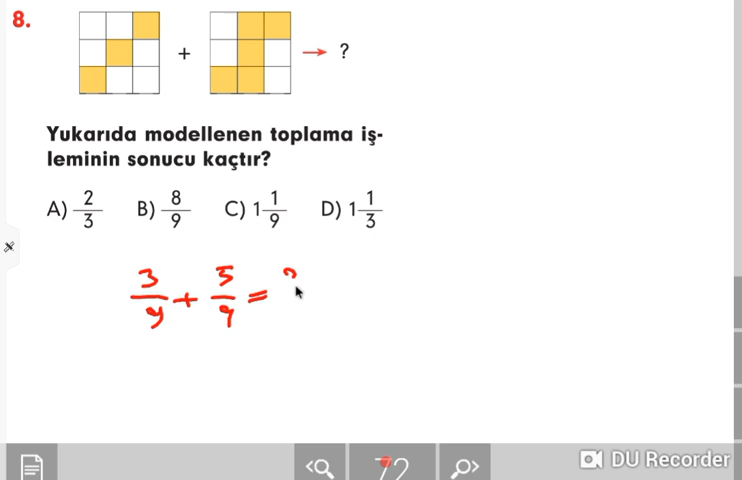 8.
+ → ?
Yukarıda modellenen toplama iş-
leminin sonucu kaçtır?
A) 2/3 B) 8/9 C) 1 1/9 D) 1 1/3
3/9 + 5/9 = ?
72
DU Recorder